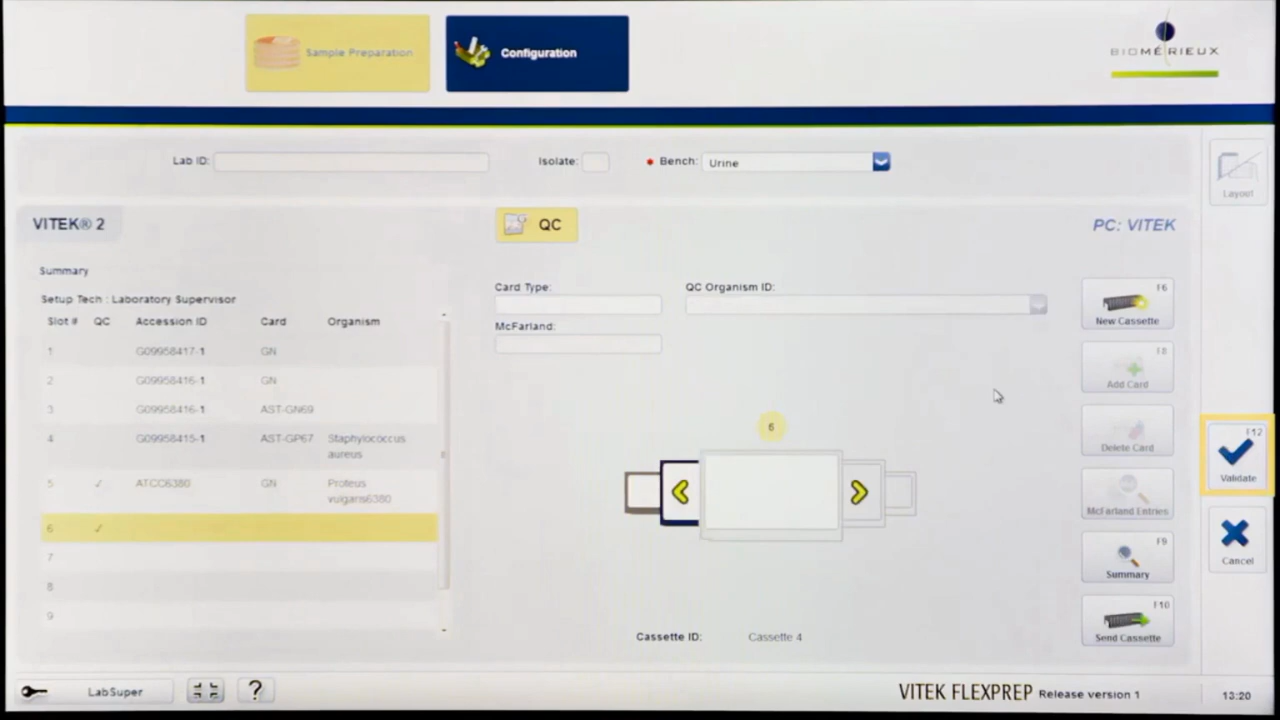 Sample Preparation
Configuration
BIOMÉRIEUX
Lab ID:
Isolate:
* Bench:
Urine
Layout
VITEK® 2
QC
PC: VITEK
Summary
Setup Tech : Laboratory Supervisor
Slot # QC Accession ID Card Organism
1 G09958417-1 GN
2 G09958416-1 GN
3 G09958416-1 AST-GN69
4 G09958415-1 AST-GP67 Staphylococcus
aureus
5 ✓ ATCC6380 GN Proteus
vulgaris6380
6 ✓
7
8
9
Card Type:
QC Organism ID:
McFarland:
6
Cassette ID: Cassette 4
F6
New Cassette
F8
Add Card
Delete Card
McFarland Entries
F9
Summary
F10
Send Cassette
F12
Validate
Cancel
LabSuper
?
VITEK FLEXPREP Release version 1
13:20